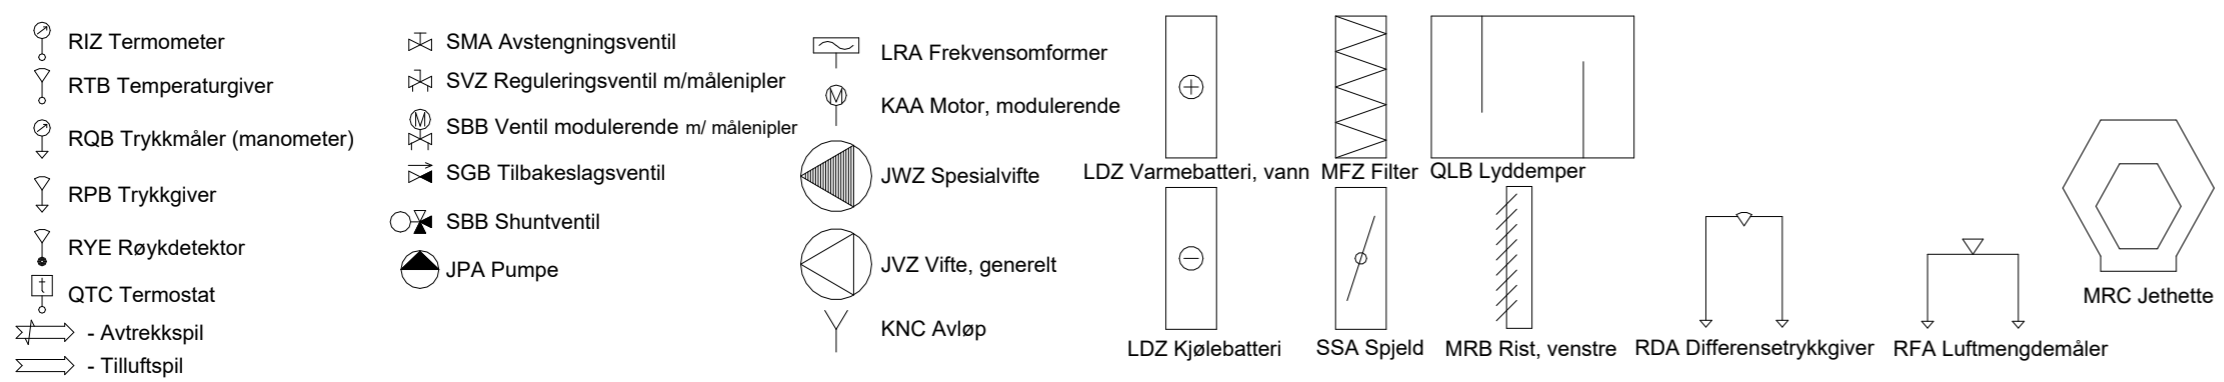 RIZ Termometer
RTB Temperaturgiver
RQB Trykkmåler (manometer)
RPB Trykkgiver
RYE Røykdetektor
t
QTC Termostat
- Avtrekkspil
- Tilluftspil
SMA Avstengningsventil
SVZ Reguleringsventil m/målenipler
M
SBB Ventil modulerende m/ målenipler
SGB Tilbakeslagsventil
SBB Shuntventil
JPA Pumpe
LRA Frekvensomformer
M
KAA Motor, modulerende
JWZ Spesialvifte
JVZ Vifte, generelt
KNC Avløp
LDZ Varmebatteri, vann
MFZ Filter
QLB Lyddemper
LDZ Kjølebatteri
SSA Spjeld
MRB Rist, venstre
RDA Differensetrykkgiver
RFA Luftmengdemåler
MRC Jethette